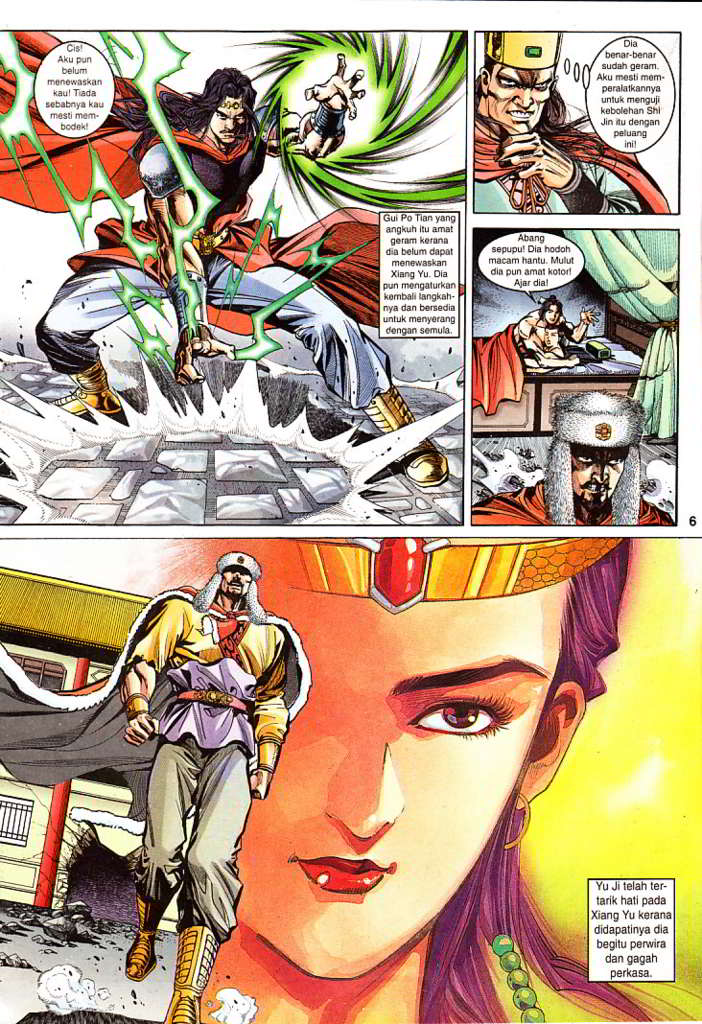 Cis!
Aku pun
belum
menewaskan
kau! Tiada
sebabnya kau
mesti mem-
bodek!
Gui Po Tian yang
angkuh itu amat
geram kerana
dia belum dapat
menewaskan
Xiang Yu. Dia
pun mengaturkan
kembali langkah-
nya dan bersedia
untuk menyerang
dengan semula.
Dia
benar-benar
sudah geram.
Aku mesti mem-
peralatkannya
untuk menguji
kebolehan Shi
Jin itu dengan
peluang
ini!
Abang
sepupu! Dia hodoh
macam hantu. Mulut
dia pun amat kotor!
Ajar dia!
6
Yu Ji telah ter-
tarik hati dengan
Xiang Yu kerana
didapatinya dia
begitu perwira
dan gagah
perkasa.